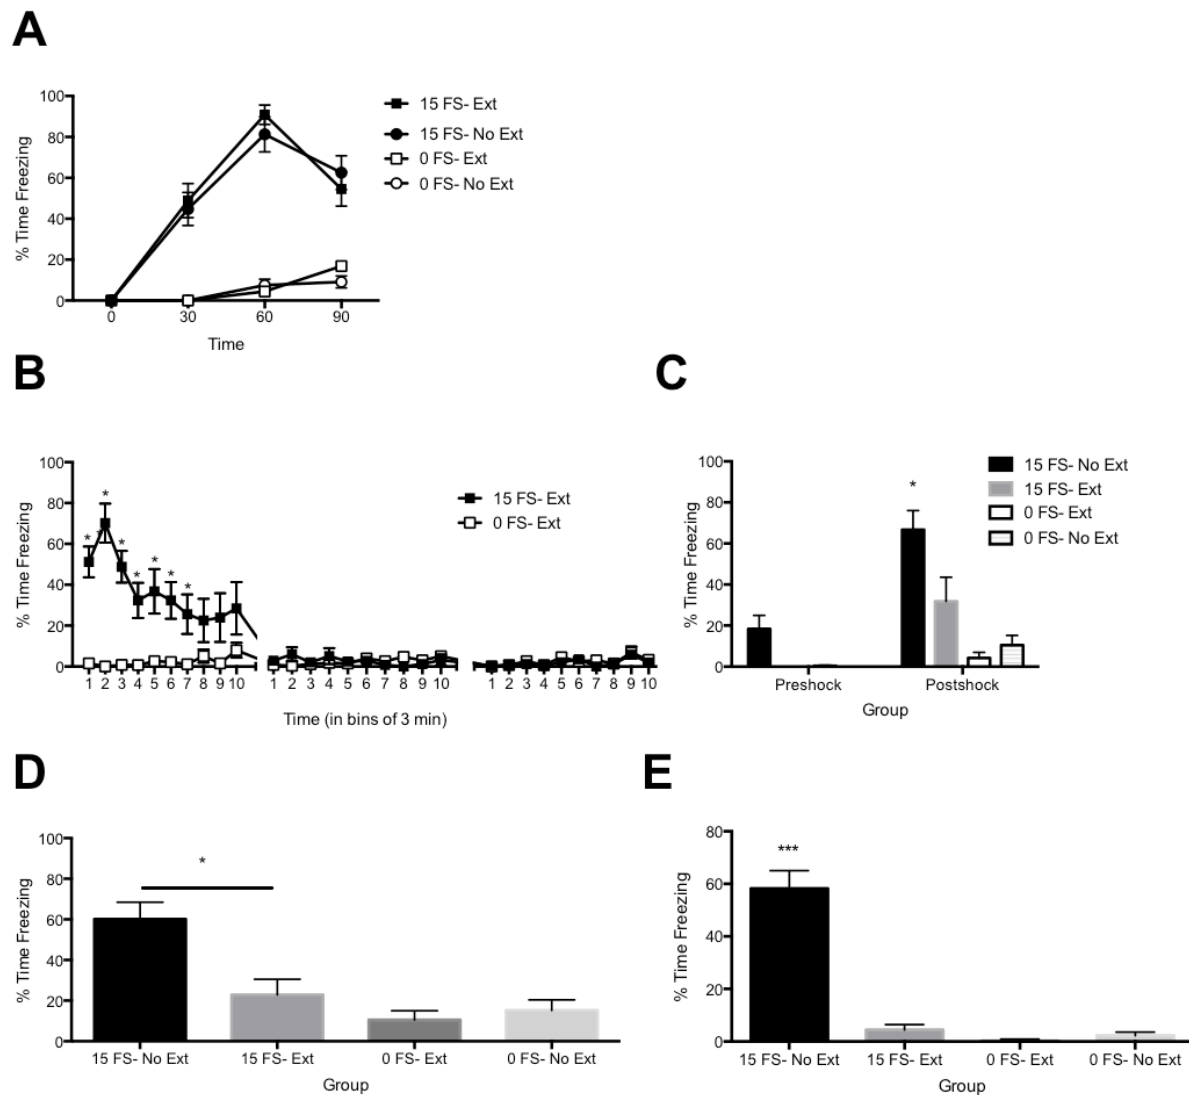 A
100
80
60
40
20
0
% Time Freezing
0 30 60 90
Time
15 FS- Ext
15 FS- No Ext
0 FS- Ext
0 FS- No Ext
B
100
80
60
40
20
0
% Time Freezing
* * * * * * *
1 2 3 4 5 6 7 8 9 10 1 2 3 4 5 6 7 8 9 10 1 2 3 4 5 6 7 8 9 10
Time (in bins of 3 min)
15 FS- Ext
0 FS- Ext
C
100
80
60
40
20
0
% Time Freezing
*
Preshock Postshock
Group
15 FS- No Ext
15 FS- Ext
0 FS- Ext
0 FS- No Ext
D
100
80
60
40
20
0
% Time Freezing
*
15 FS- No Ext 15 FS- Ext 0 FS- Ext 0 FS- No Ext
Group
E
80
60
40
20
0
% Time Freezing
***
15 FS- No Ext 15 FS- Ext 0 FS- Ext 0 FS- No Ext
Group